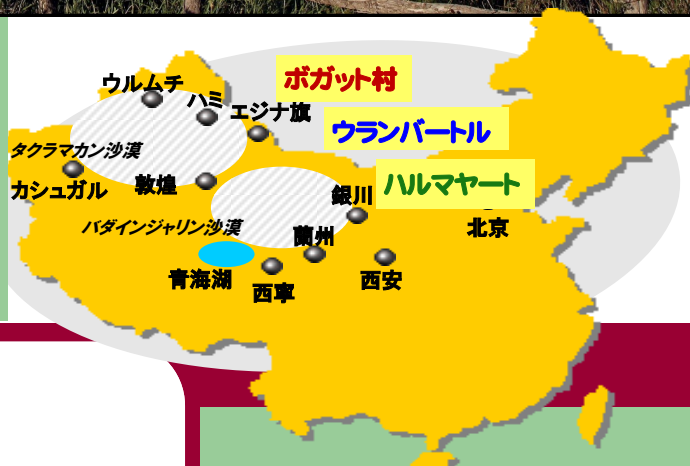 ボガット村
ウルムチ
ハミ
エジナ旗
ウランバートル
タクラマカン沙漠
カシュガル
敦煌
ハルマヤート
銀川
バダインジャリン沙漠
蘭州
北京
青海湖
西寧
西安